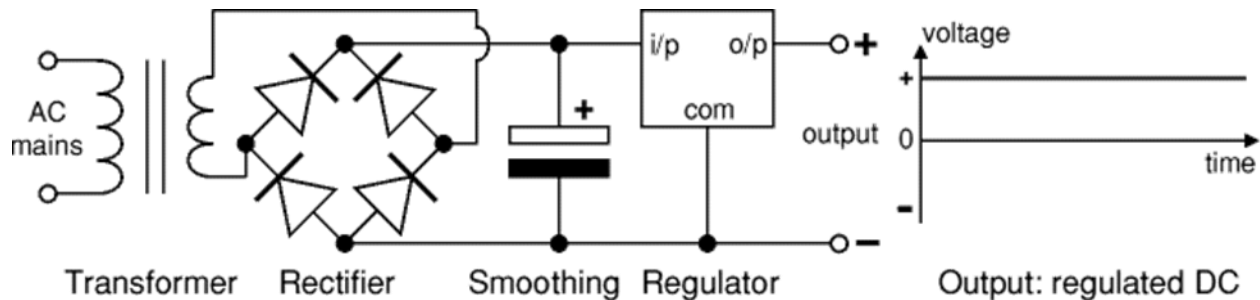 AC
mains
+
i/p
o/p
com
+
output
−
voltage
+
0
−
time
Transformer
Rectifier
Smoothing
Regulator
Output: regulated DC